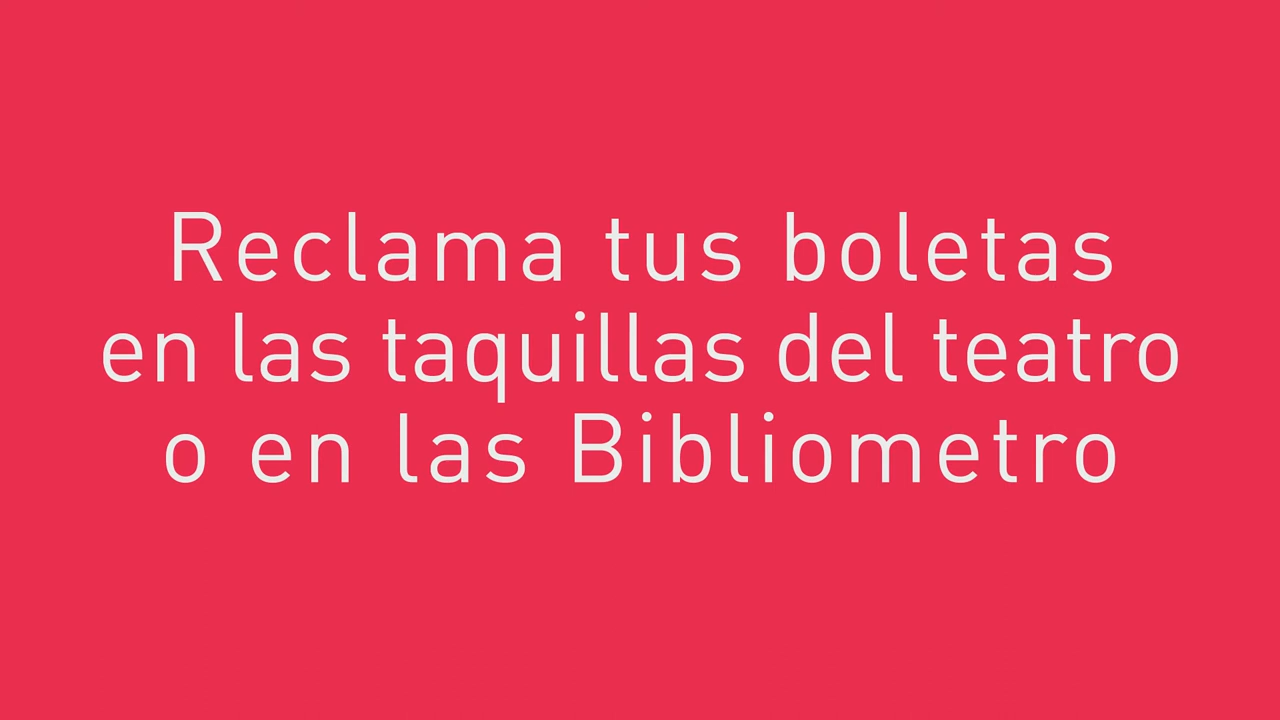 Reclama tus boletas
en las taquillas del teatro
o en las Bibliometro